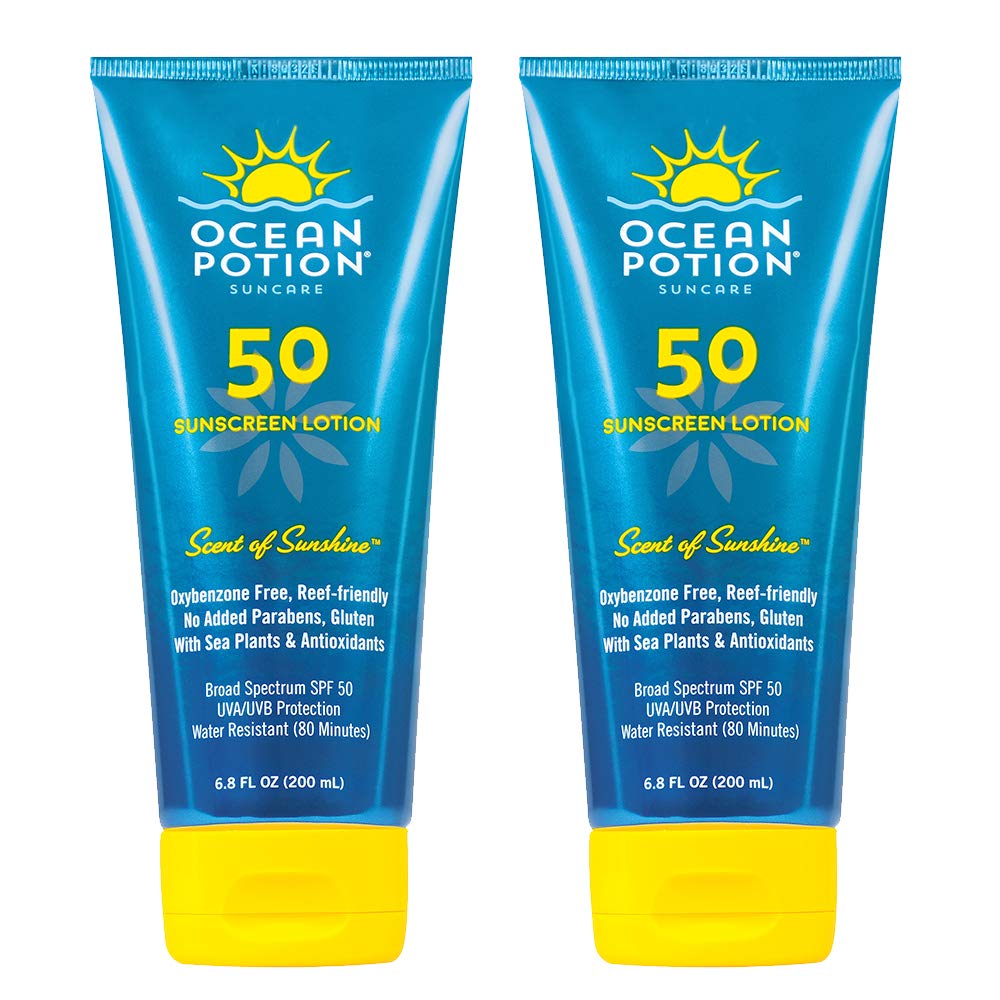 OCEAN
POTION®
SUNCARE
50
SUNSCREEN LOTION
Scent of Sunshine™
Oxybenzone Free, Reef-friendly
No Added Parabens, Gluten
With Sea Plants & Antioxidants
Broad Spectrum SPF 50
UVA/UVB Protection
Water Resistant (80 Minutes)
6.8 FL OZ (200 mL)
OCEAN
POTION®
SUNCARE
50
SUNSCREEN LOTION
Scent of Sunshine™
Oxybenzone Free, Reef-friendly
No Added Parabens, Gluten
With Sea Plants & Antioxidants
Broad Spectrum SPF 50
UVA/UVB Protection
Water Resistant (80 Minutes)
6.8 FL OZ (200 mL)